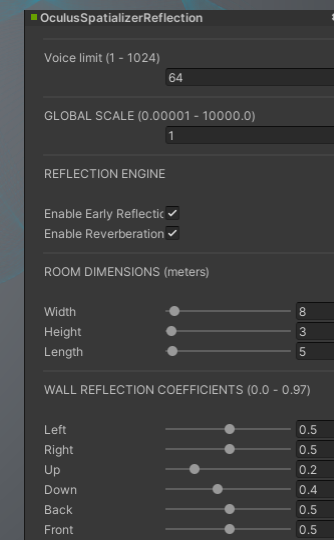 OculusSpatializerReflection
Voice limit (1 - 1024)
64
GLOBAL SCALE (0.00001 - 10000.0)
1
REFLECTION ENGINE
Enable Early Reflectic
Enable Reverberation
ROOM DIMENSIONS (meters)
Width 8
Height 3
Length 5
WALL REFLECTION COEFFICIENTS (0.0 - 0.97)
Left 0.5
Right 0.5
Up 0.2
Down 0.4
Back 0.5
Front 0.5